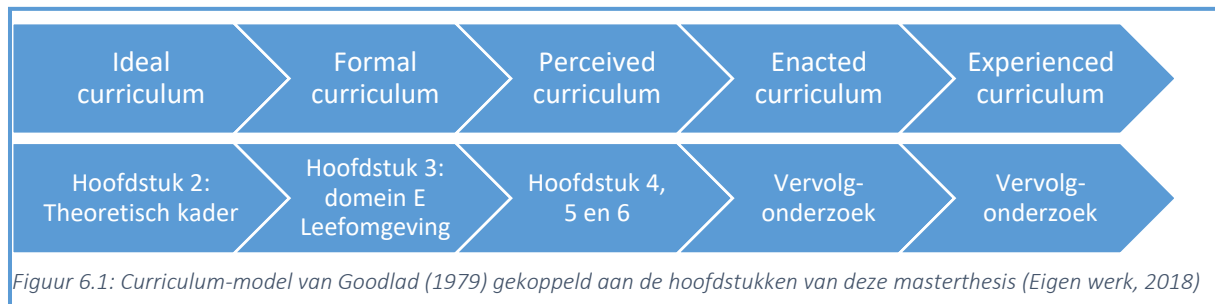 Ideal
curriculum
Formal
curriculum
Perceived
curriculum
Enacted
curriculum
Experienced
curriculum
Hoofdstuk 2:
Theoretisch kader
Hoofdstuk 3:
domein E
Leefomgeving
Hoofdstuk 4,
5 en 6
Vervolg-
onderzoek
Vervolg-
onderzoek
Figuur 6.1: Curriculum-model van Goodlad (1979) gekoppeld aan de hoofdstukken van deze masterthesis (Eigen werk, 2018)